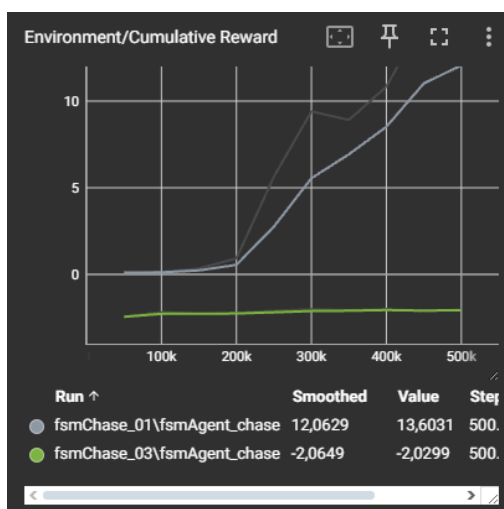 Environment/Cumulative Reward
10
5
0
100k 200k 300k 400k 500k
Run ↑ Smoothed Value Step
fsmChase_01\fsmAgent_chase 12,0629 13,6031 500.
fsmChase_03\fsmAgent_chase -2,0649 -2,0299 500.